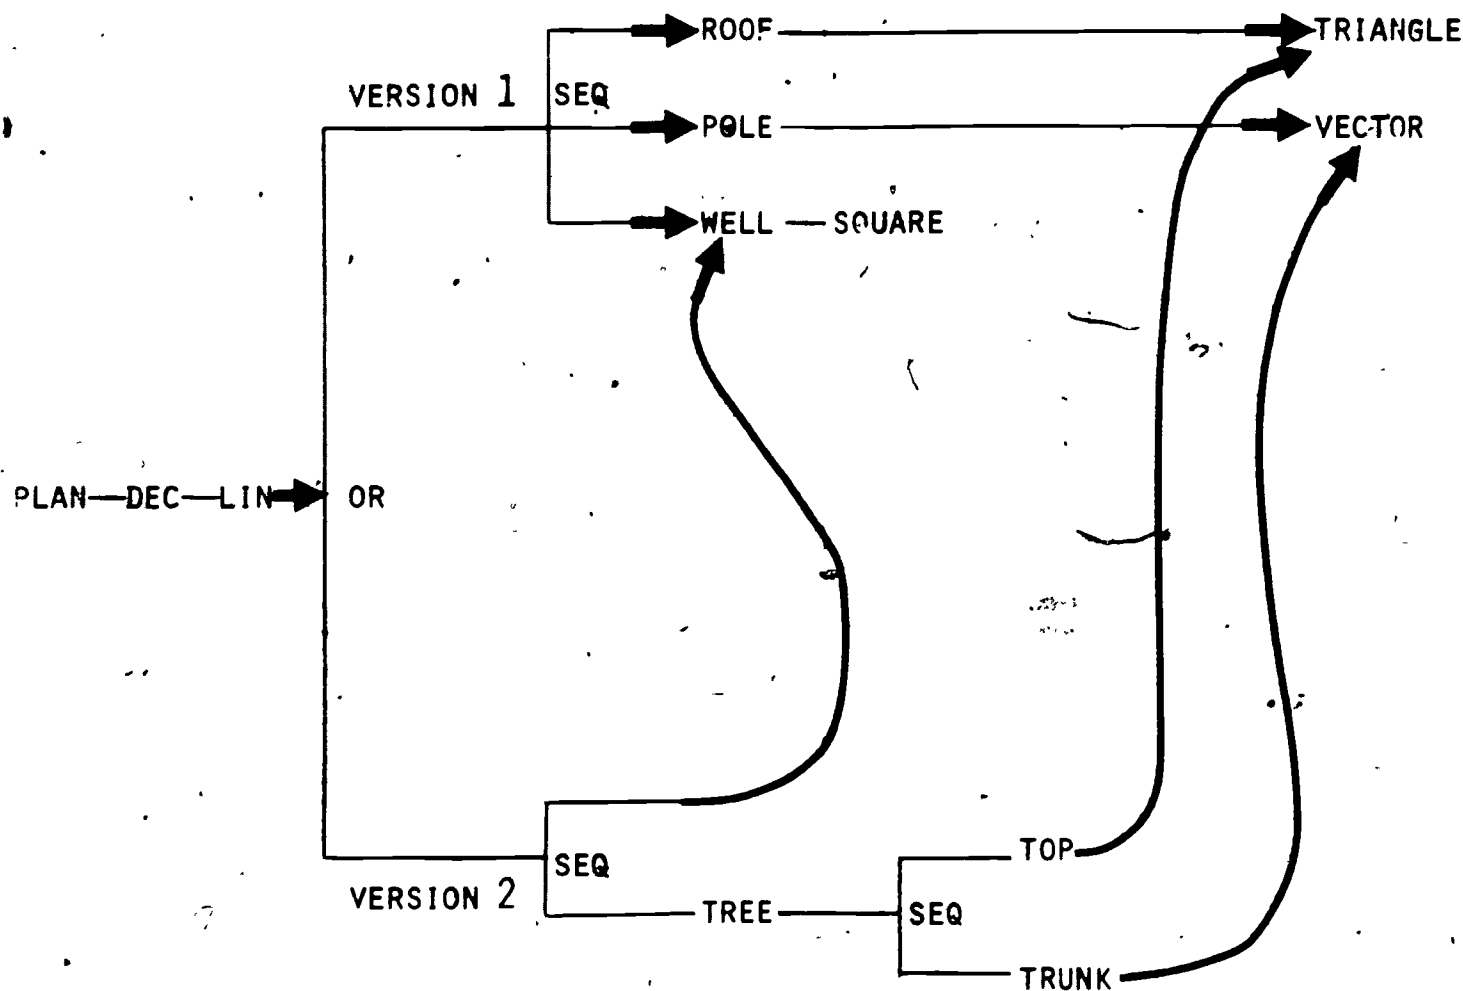 ROOF TRIANGLE
VERSION 1 SEQ
POLE VECTOR
WELL — SQUARE
PLAN—DEC—LIN OR
TOP
SEQ
VERSION 2
TREE SEQ
TRUNK